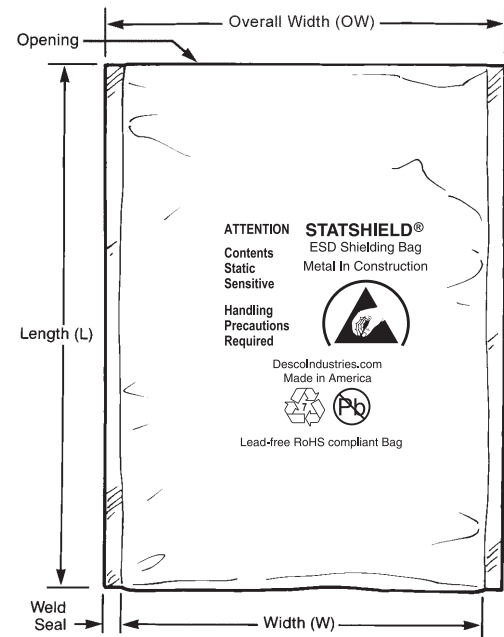 Overall Width (OW)
Opening
ATTENTION
Contents
Static
Sensitive
Handling
Precautions
Required
STATSHIELD®
ESD Shielding Bag
Metal In Construction
DescoIndustries.com
Made in America
7
Pb
Lead-free RoHS compliant Bag
Length (L)
Weld
Seal
Width (W)